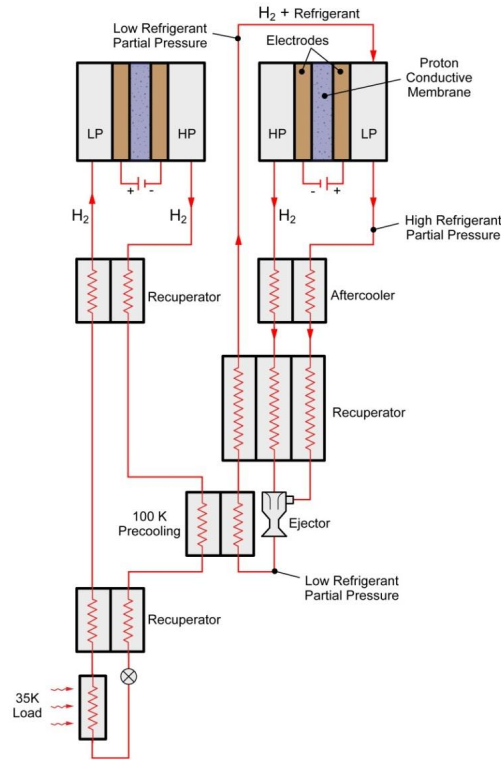 Low Refrigerant
Partial Pressure
H₂ + Refrigerant
Electrodes
Proton
Conductive
Membrane
LP
HP
HP
LP
+
-
-
+
H₂
H₂
H₂
High Refrigerant
Partial Pressure
Recuperator
Aftercooler
Recuperator
100 K
Precooling
Ejector
Low Refrigerant
Partial Pressure
Recuperator
35K
Load